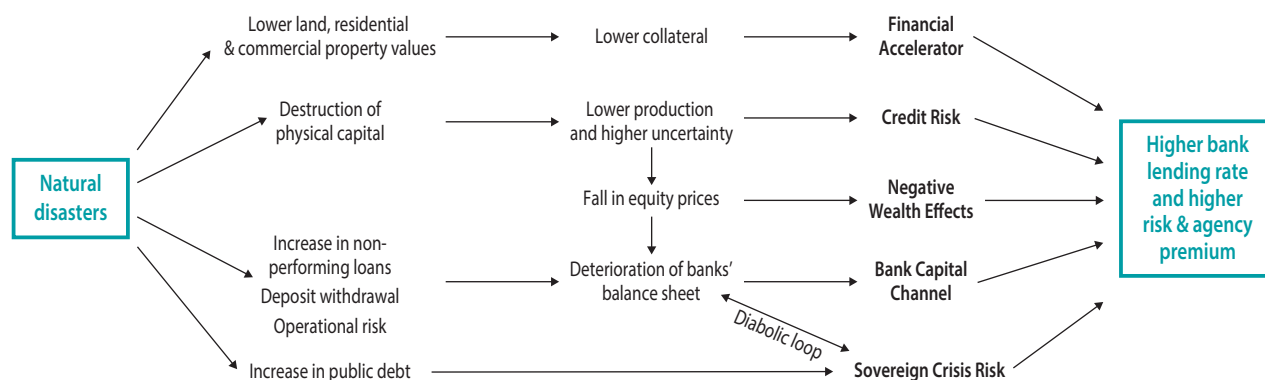 Lower land, residential
& commercial property values
Lower collateral
Financial
Accelerator
Destruction of
physical capital
Lower production
and higher uncertainty
Credit Risk
Natural
disasters
Fall in equity prices
Negative
Wealth Effects
Higher bank
lending rate
and higher
risk & agency
premium
Increase in non-
performing loans
Deposit withdrawal
Operational risk
Deterioration of banks'
balance sheet
Bank Capital
Channel
Diabolic loop
Increase in public debt
Sovereign Crisis Risk